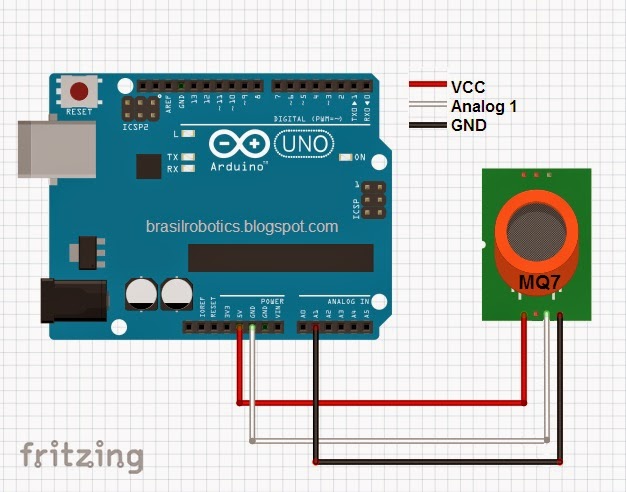 VCC
Analog 1
GND
RESET
ICSP2
AREF
GND
13
12
~11
~10
~9
8
7
~6
~5
4
~3
2
TX0►1
RX0◄0
DIGITAL (PWM=~)
L
TX
RX
Arduino™
UNO
ON
1
ICSP
brasilrobotics.blogspot.com
MQ7
POWER
ANALOG IN
IOREF
RESET
3V3
5V
GND
GND
VIN
A0
A1
A2
A3
A4
A5
fritzing